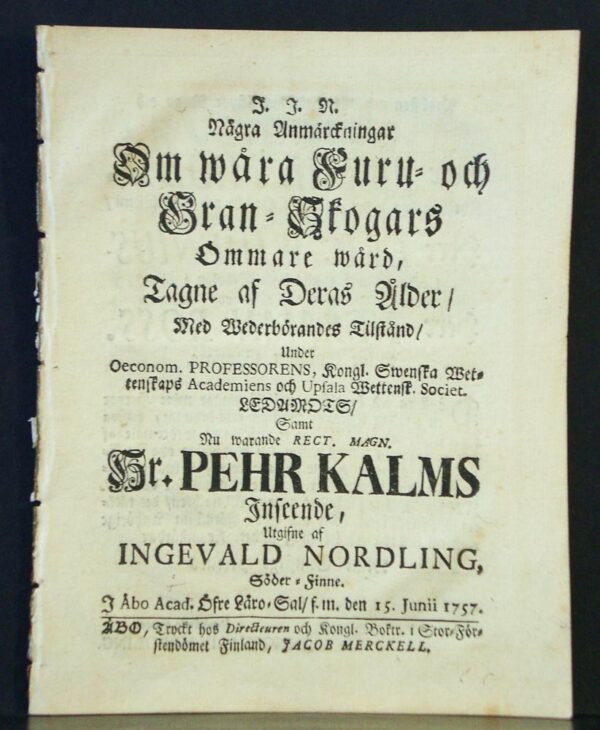 J. J. N.
Några Anmärckningar
Om wåra Furu- och
Gran-Skogars
Ömmare wård,
Tagne af Deras Ålder/
Med Wederbörandes Tilstånd/
Under
Oeconom. PROFESSORENS, Kongl. Swenska Wet-
tenskaps Academiens och Upsala Wettensk. Societ.
LEDAMOTS/
Samt
Nu warande RECT. MAGN.
Hr. PEHR KALMS
Inseende,
Utgifne af
INGEVALD NORDLING,
Söder-Finne.
J Åbo Acad. Öfre Läro-Sal/ f. m. den 15. Junii 1757.
ÅBO, Tryckt hos Directeuren och Kongl. Boktr. i Stor-För-
stendömet Finland, JACOB MERCKELL.